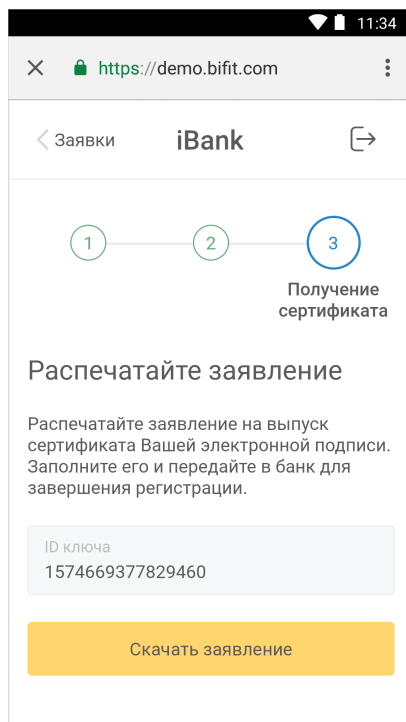 11:34
https://demo.bifit.com
Заявки iBank
1 2 3
Получение
сертификата
Распечатайте заявление
Распечатайте заявление на выпуск
сертификата Вашей электронной подписи.
Заполните его и передайте в банк для
завершения регистрации.
ID ключа
1574669377829460
Скачать заявление